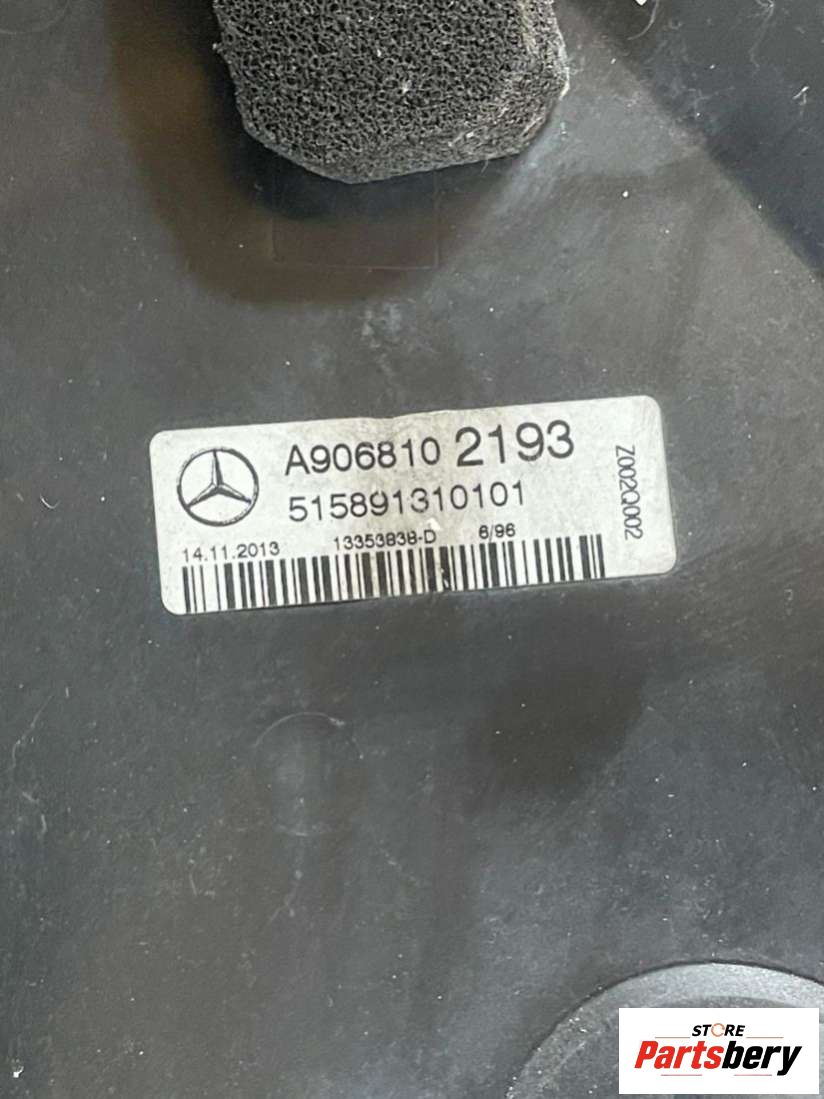 A906810 2193
515891310101
14.11.2013 13353838-D 6/96
Z002Q002
STORE
Partsbery